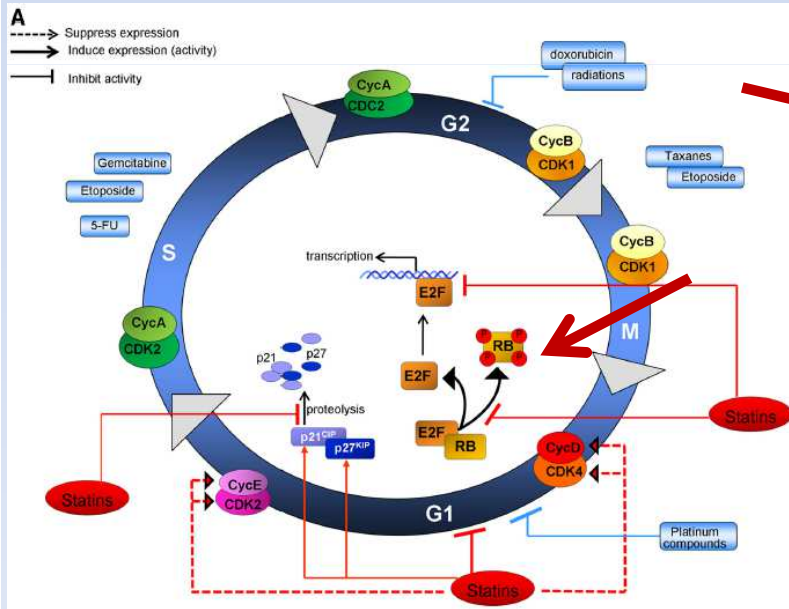 A
Suppress expression
Induce expression (activity)
Inhibit activity
doxorubicin
radiations
CycA
CDC2
G2
CycB
CDK1
Taxanes
Etoposide
Gemcitabine
Etoposide
5-FU
S
CycB
CDK1
transcription
E2F
M
CycA
CDK2
p21
p27
P
P
RB
P
P
E2F
proteolysis
p21CIP
p27KIP
E2F
RB
Statins
CycD
CDK4
CycE
CDK2
Statins
G1
Platinum
compounds
Statins